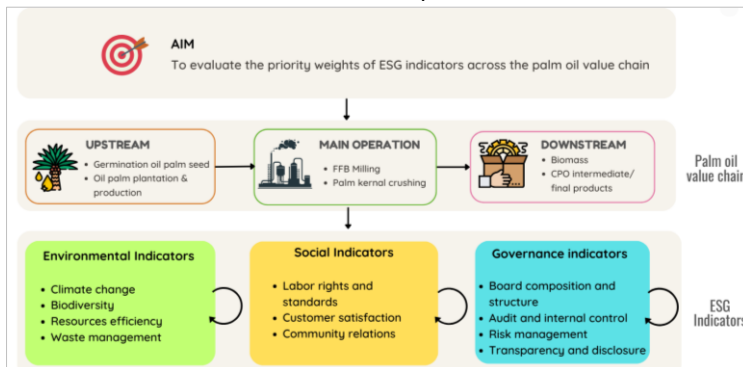 AIM
To evaluate the priority weights of ESG indicators across the palm oil value chain
UPSTREAM
• Germination oil palm seed
• Oil palm plantation &
production
MAIN OPERATION
• FFB Milling
• Palm kernal crushing
DOWNSTREAM
• Biomass
• CPO intermediate/
final products
Palm oil
value chain
Environmental Indicators
• Climate change
• Biodiversity
• Resources efficiency
• Waste management
Social Indicators
• Labor rights and
standards
• Customer satisfaction
• Community relations
Governance indicators
• Board composition and
structure
• Audit and internal control
• Risk management
• Transparency and disclosure
ESG
Indicators